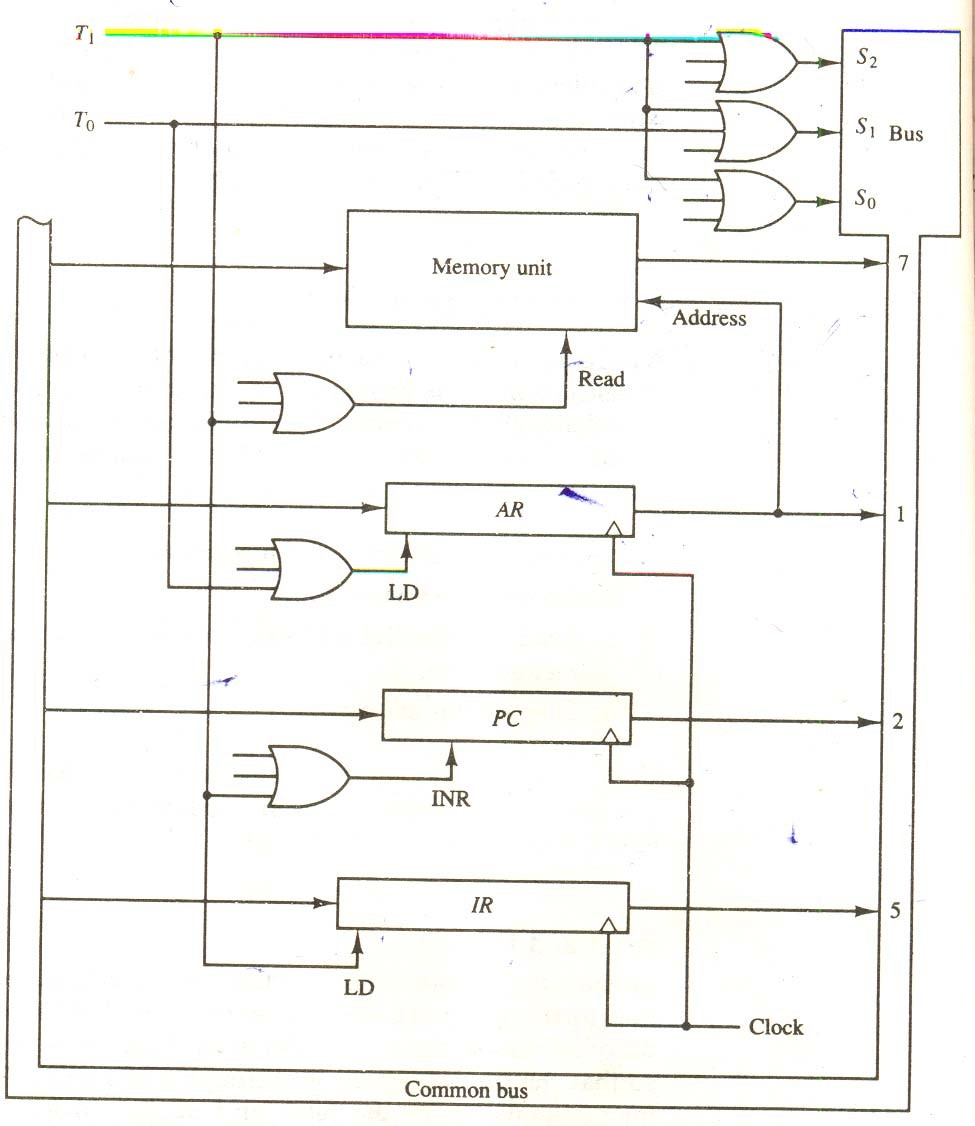 T1
S2
T0
S1 Bus
S0
Memory unit
7
Address
Read
AR
1
LD
PC
2
INR
IR
5
LD
Clock
Common bus